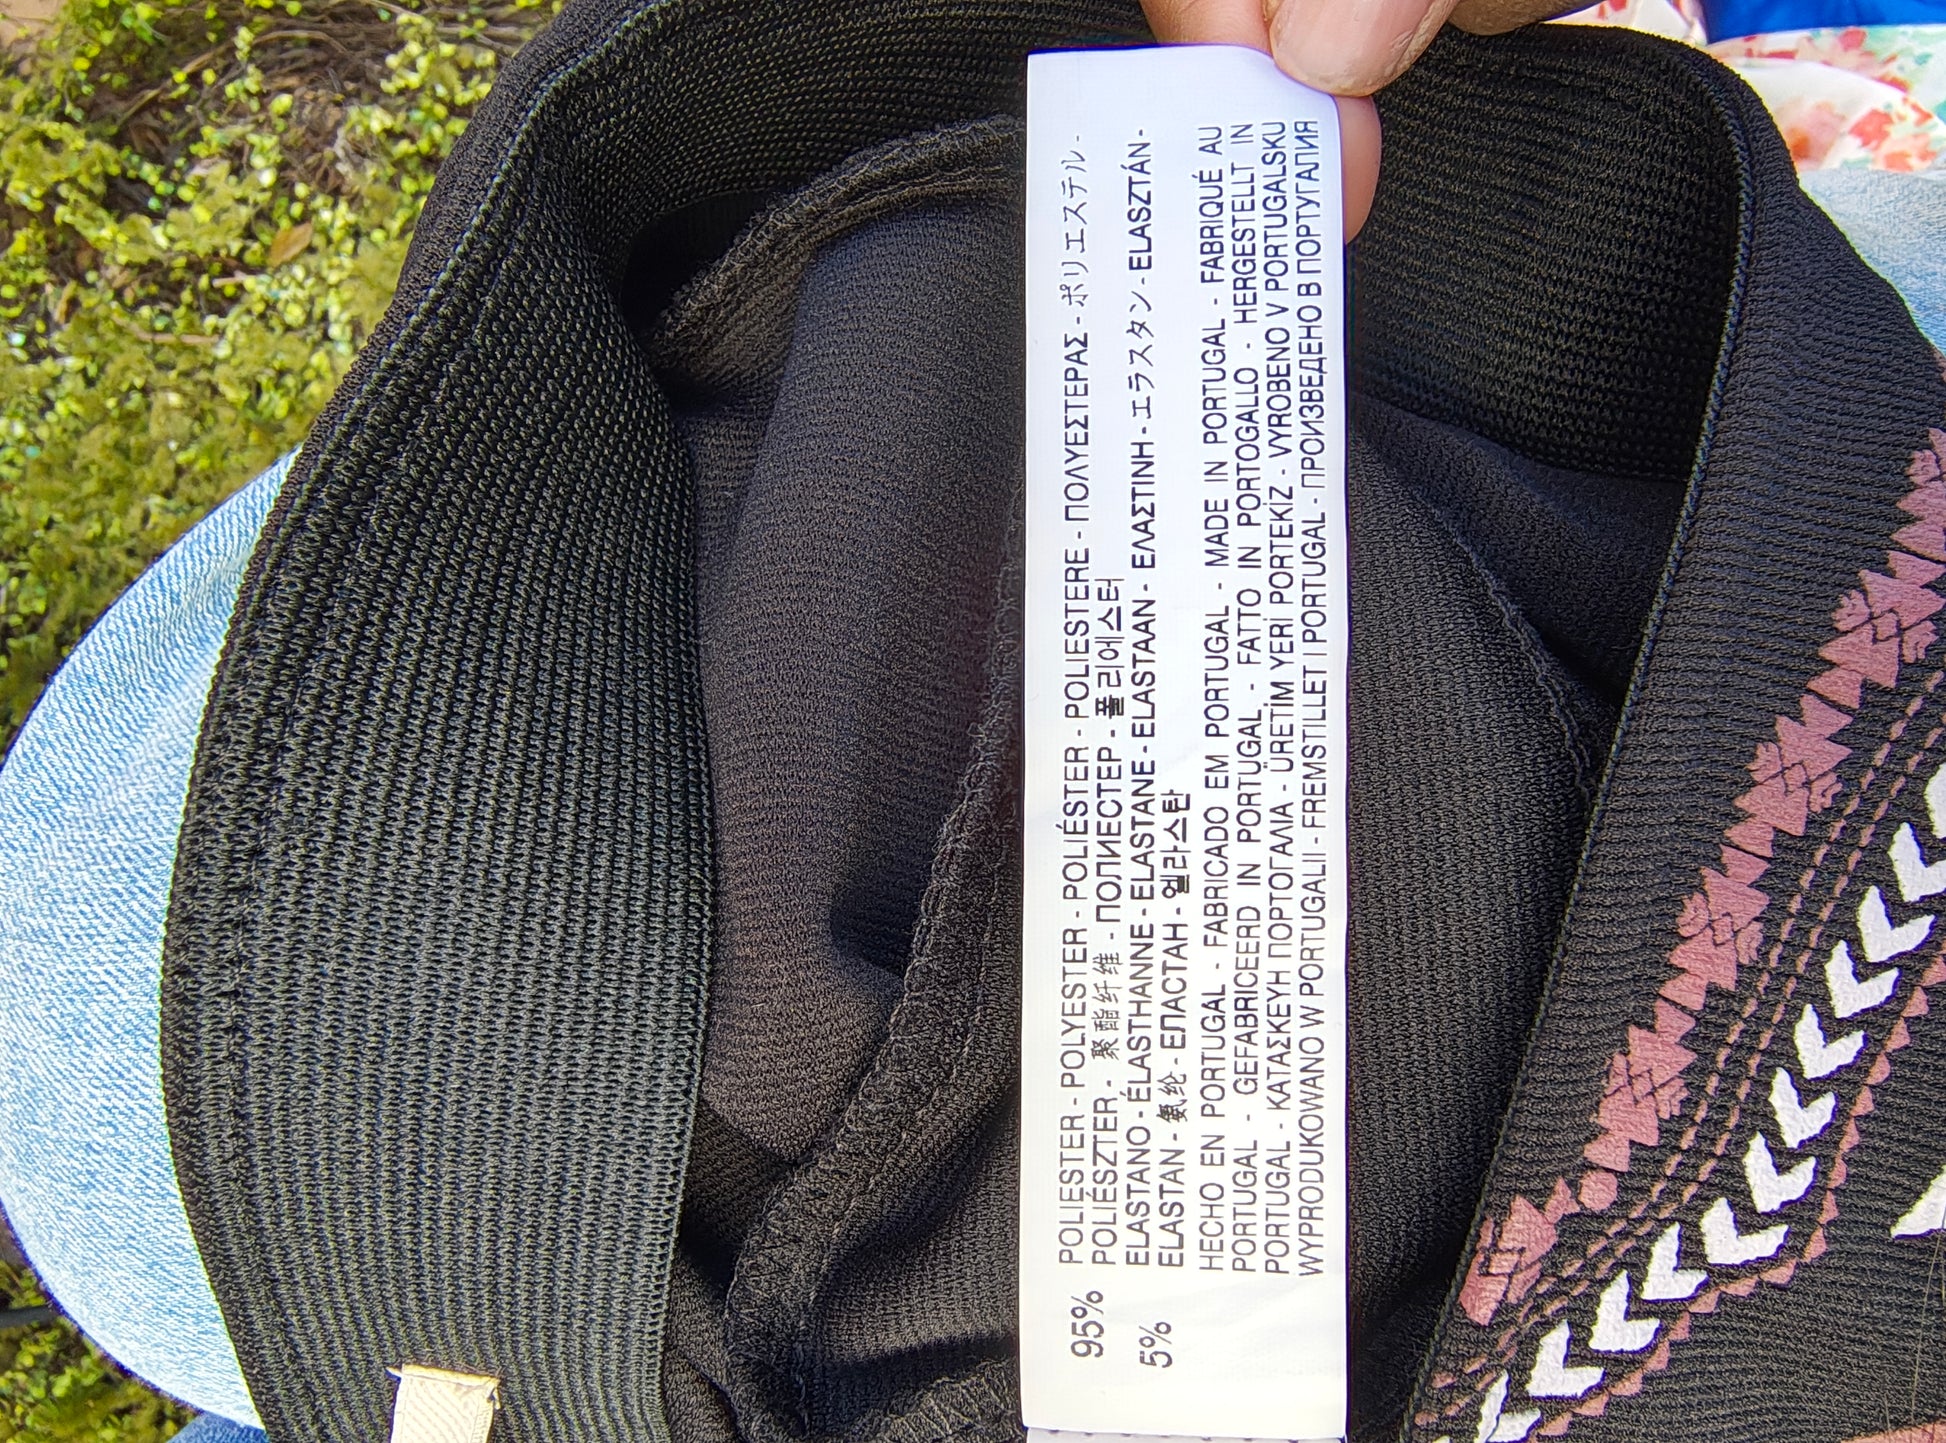 95% POLIESTER - POLYESTER - POLIÉSTER - POLIESTERE - ΠΟΛΥΕΣΤΕΡΑΣ - ポリエステル -
POLIÉSZTER - 聚酯纤维 - ПОЛИЕСТЕР - 폴리에스터
5% ELASTANO - ÉLASTHANNE - ELASTANE - ELASTAAN - ΕΛΑΣΤΙΝΗ - エラスタン - ELASZTÁN -
ELASTAN - 氨纶 - ЕПАСТАН - 엘라스탄
HECHO EN PORTUGAL - FABRICADO EM PORTUGAL - MADE IN PORTUGAL - FABRIQUÉ AU
PORTUGAL - GEFABRICEERD IN PORTUGAL - FATTO IN PORTOGALLO - HERGESTELLT IN
PORTUGAL - ΚΑΤΑΣΚΕΥΗ ΠΟΡΤΟΓΑΛΙΑ - ÜRETİM YERİ PORTEKİZ - VYROBENO V PORTUGALSKU
WYPRODUKOWANO W PORTUGALII - FREMSTILLET I PORTUGAL - ПРОИЗВЕДЕНО В ПОРТУГАЛИЯ